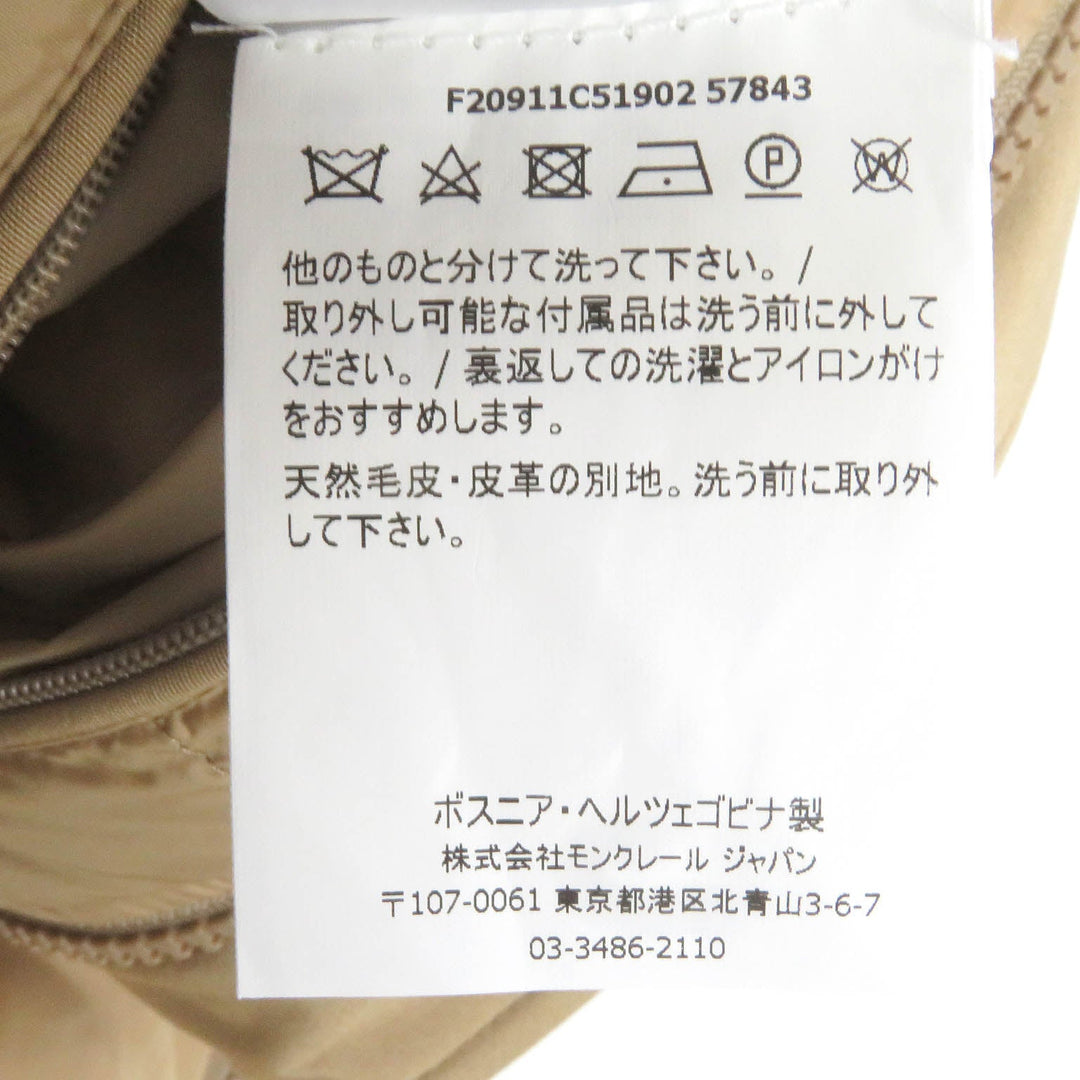 F20911C51902 57843
P W
他のものと分けて洗って下さい。 /
取り外し可能な付属品は洗う前に外して
ください。 / 裏返しての洗濯とアイロンがけ
をおすすめします。
天然毛皮・皮革の別地。洗う前に取り外
して下さい。
ボスニア・ヘルツェゴビナ製
株式会社モンクレール ジャパン
〒107-0061 東京都港区北青山3-6-7
03-3486-2110